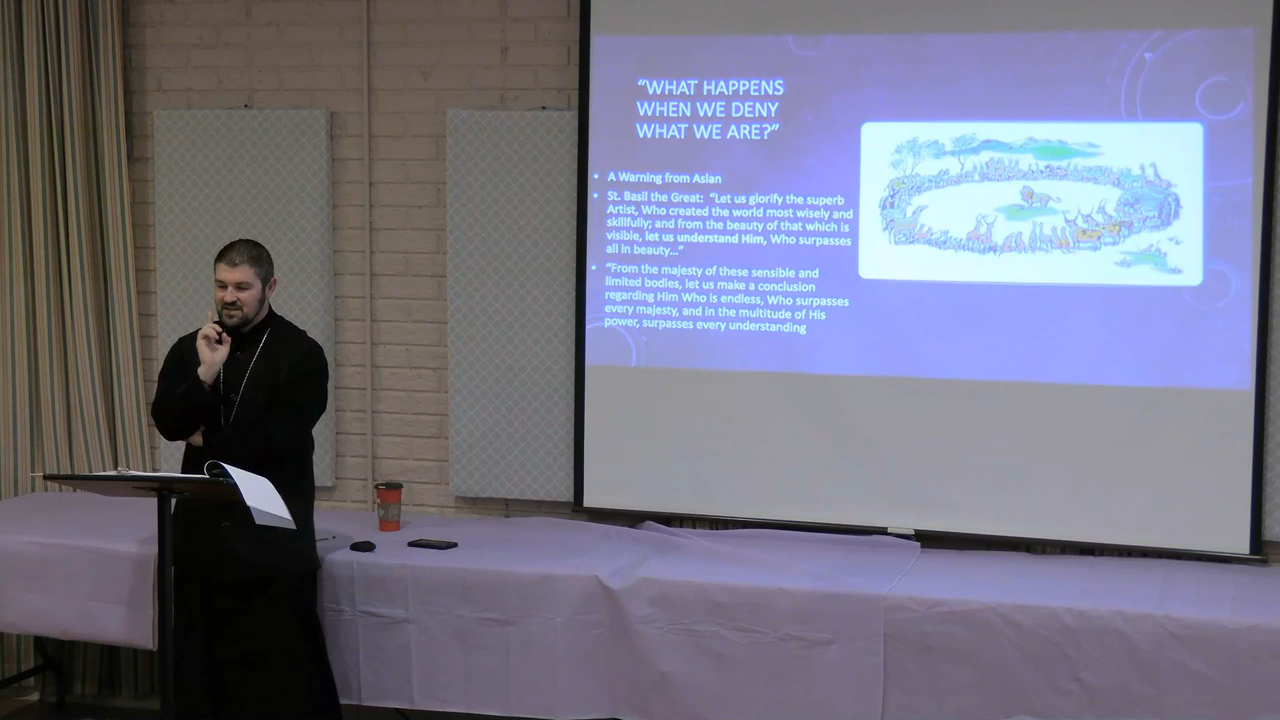 “WHAT HAPPENS
WHEN WE DENY
WHAT WE ARE?”
• A Warning from Aslan
• St. Basil the Great: “Let us glorify the superb
Artist, Who created the world most wisely and
skillfully; and from the beauty of that which is
visible, let us understand Him, Who surpasses
all in beauty...”
• “From the majesty of these sensible and
limited bodies, let us make a conclusion
regarding Him Who is endless, Who surpasses
every majesty, and in the multitude of His
power, surpasses every understanding